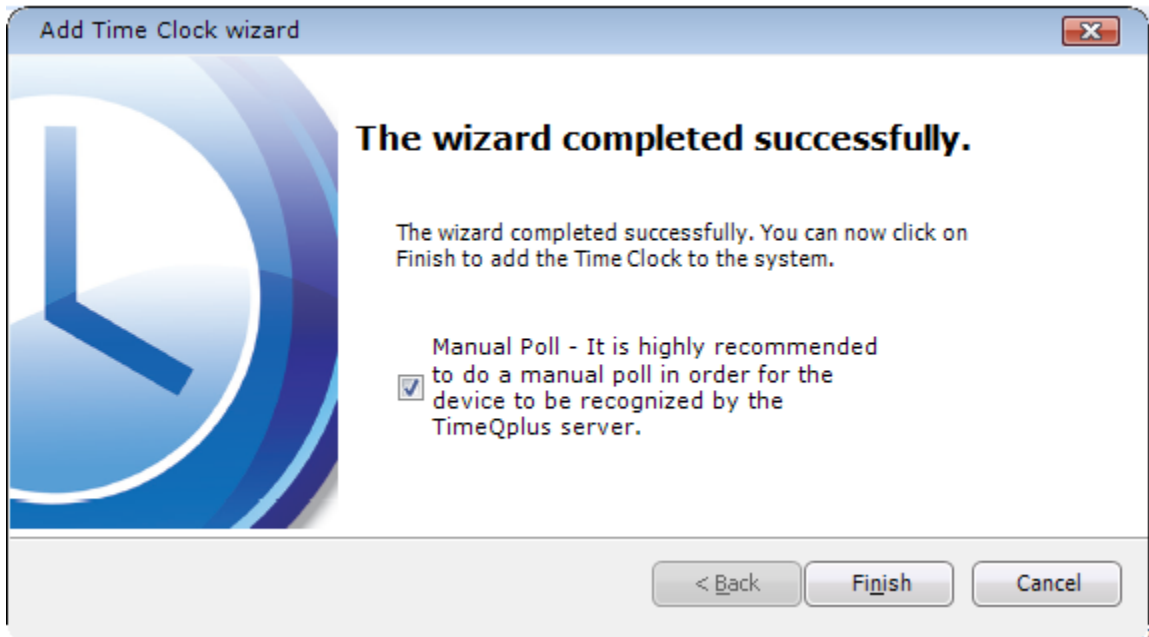 Add Time Clock wizard
The wizard completed successfully.
The wizard completed successfully. You can now click on
Finish to add the Time Clock to the system.
Manual Poll - It is highly recommended
to do a manual poll in order for the
device to be recognized by the
TimeQplus server.
< Back Finish Cancel